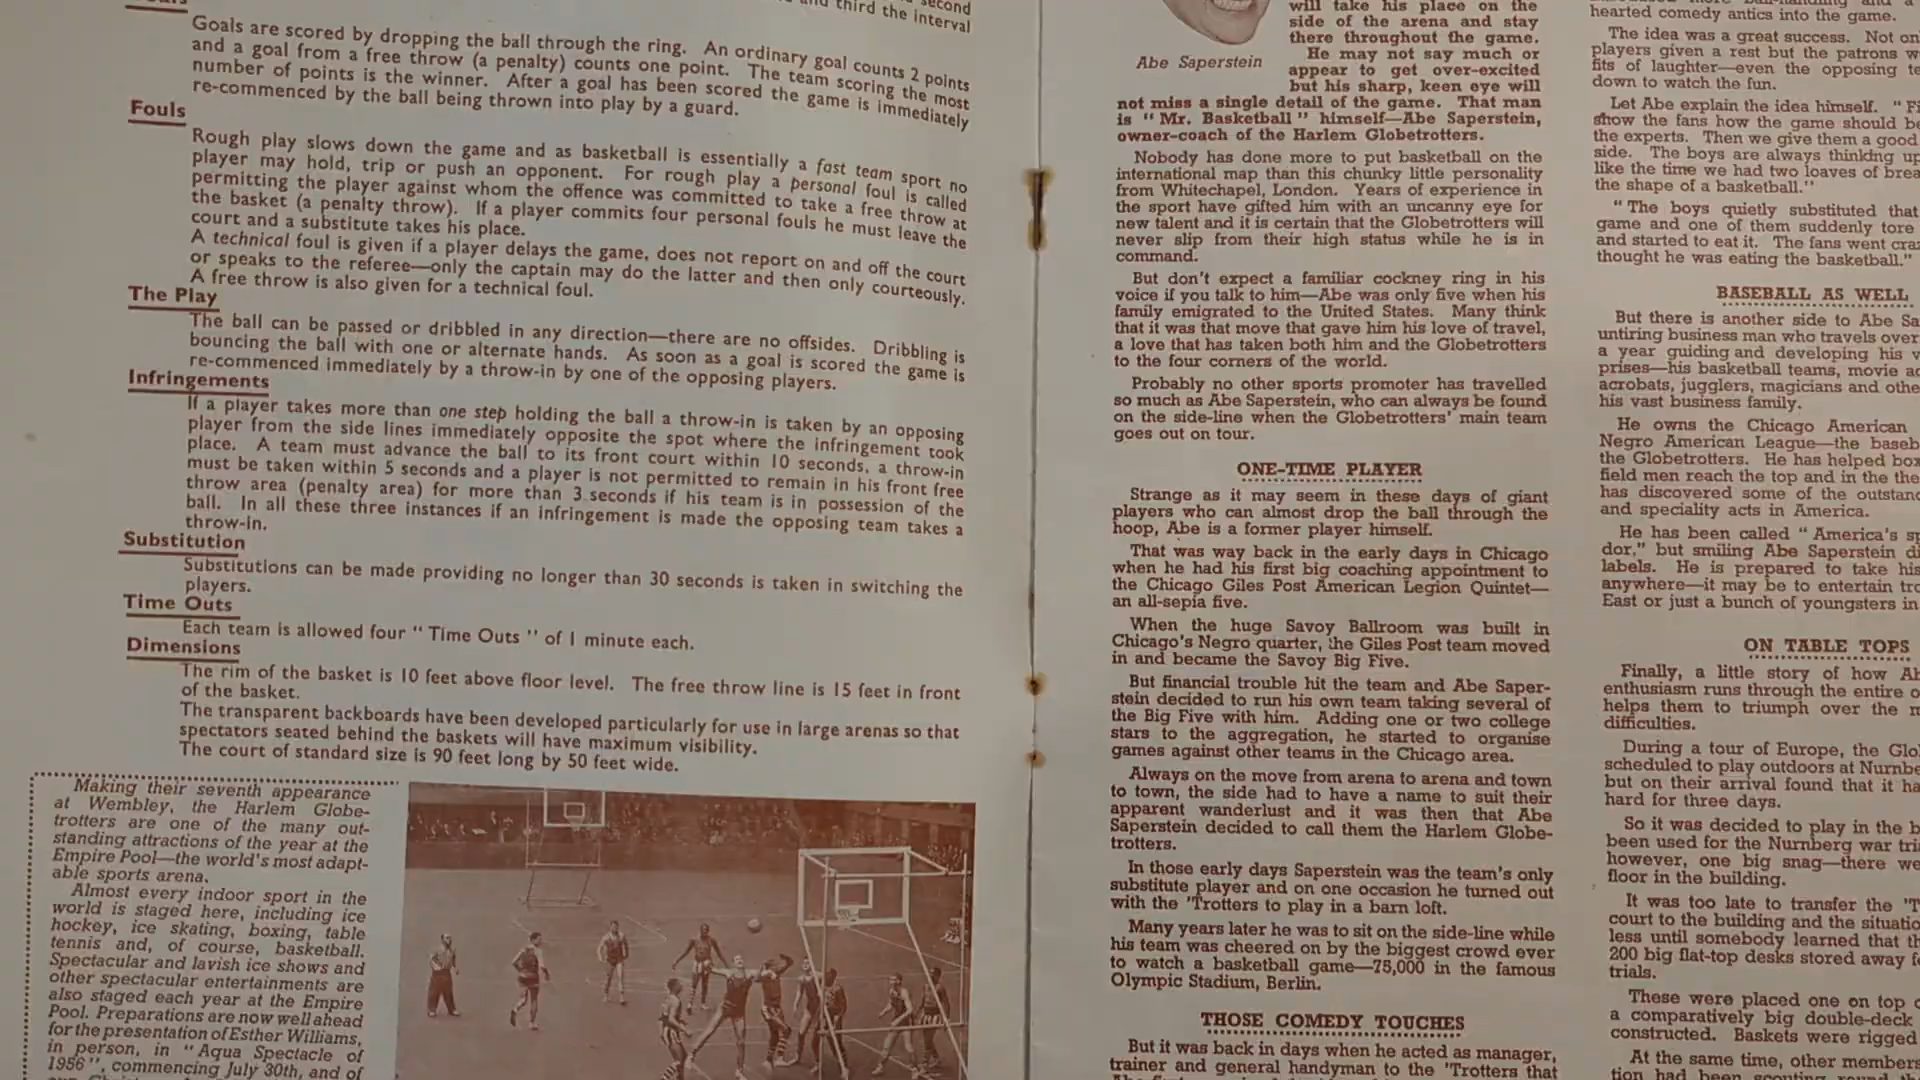 second
and third the interval
Goals are scored by dropping the ball through the ring. An ordinary goal counts 2 points
and a goal from a free throw (a penalty) counts one point. The team scoring the most
number of points is the winner. After a goal has been scored the game is immediately
re-commenced by the ball being thrown into play by a guard.
Fouls
Rough play slows down the game and as basketball is essentially a fast team sport no
player may hold, trip or push an opponent. For rough play a personal foul is called
permitting the player against whom the offence was committed to take a free throw at
the basket (a penalty throw). If a player commits four personal fouls he must leave the
court and a substitute takes his place.
A technical foul is given if a player delays the game, does not report on and off the court
or speaks to the referee—only the captain may do the latter and then only courteously.
A free throw is also given for a technical foul.
The Play
The ball can be passed or dribbled in any direction—there are no offsides. Dribbling is
bouncing the ball with one or alternate hands. As soon as a goal is scored the game is
re-commenced immediately by a throw-in by one of the opposing players.
Infringements
If a player takes more than one step holding the ball a throw-in is taken by an opposing
player from the side lines immediately opposite the spot where the infringement took
place. A team must advance the ball to its front court within 10 seconds, a throw-in
must be taken within 5 seconds and a player is not permitted to remain in his front free
throw area (penalty area) for more than 3 seconds if his team is in possession of the
ball. In all these three instances if an infringement is made the opposing team takes a
throw-in.
Substitution
Substitutions can be made providing no longer than 30 seconds is taken in switching the
players.
Time Outs
Each team is allowed four "Time Outs" of 1 minute each.
Dimensions
The rim of the basket is 10 feet above floor level. The free throw line is 15 feet in front
of the basket.
The transparent backboards have been developed particularly for use in large arenas so that
spectators seated behind the baskets will have maximum visibility.
The court of standard size is 90 feet long by 50 feet wide.
Making their seventh appearance
at Wembley, the Harlem Globe-
trotters are one of the many out-
standing attractions of the year at the
Empire Pool—the world's most adapt-
able sports arena.
Almost every indoor sport in the
world is staged here, including ice
hockey, ice skating, boxing, table
tennis and, of course, basketball.
Spectacular and lavish ice shows and
other spectacular entertainments are
also staged each year at the Empire
Pool. Preparations are now well ahead
for the presentation of Esther Williams,
in person, in "Aqua Spectacle of
1956", commencing July 30th, and of
Abe Saperstein
will take his place on the
side of the arena and stay
there throughout the game.
He may not say much or
appear to get over-excited
but his sharp, keen eye will
not miss a single detail of the game. That man
is "Mr. Basketball" himself—Abe Saperstein,
owner-coach of the Harlem Globetrotters.
Nobody has done more to put basketball on the
international map than this chunky little personality
from Whitechapel, London. Years of experience in
the sport have gifted him with an uncanny eye for
new talent and it is certain that the Globetrotters will
never slip from their high status while he is in
command.
But don't expect a familiar cockney ring in his
voice if you talk to him—Abe was only five when his
family emigrated to the United States. Many think
that it was that move that gave him his love of travel,
a love that has taken both him and the Globetrotters
to the four corners of the world.
Probably no other sports promoter has travelled
so much as Abe Saperstein, who can always be found
on the side-line when the Globetrotters' main team
goes out on tour.
ONE-TIME PLAYER
Strange as it may seem in these days of giant
players who can almost drop the ball through the
hoop, Abe is a former player himself.
That was way back in the early days in Chicago
when he had his first big coaching appointment to
the Chicago Giles Post American Legion Quintet—
an all-sepia five.
When the huge Savoy Ballroom was built in
Chicago's Negro quarter, the Giles Post team moved
in and became the Savoy Big Five.
But financial trouble hit the team and Abe Saper-
stein decided to run his own team taking several of
the Big Five with him. Adding one or two college
stars to the aggregation, he started to organise
games against other teams in the Chicago area.
Always on the move from arena to arena and town
to town, the side had to have a name to suit their
apparent wanderlust and it was then that Abe
Saperstein decided to call them the Harlem Globe-
trotters.
In those early days Saperstein was the team's only
substitute player and on one occasion he turned out
with the 'Trotters to play in a barn loft.
Many years later he was to sit on the side-line while
his team was cheered on by the biggest crowd ever
to watch a basketball game—75,000 in the famous
Olympic Stadium, Berlin.
THOSE COMEDY TOUCHES
But it was back in days when he acted as manager,
trainer and general handyman to the 'Trotters that
hearted comedy antics into the game.
The idea was a great success. Not on
players given a rest but the patrons w
fits of laughter—even the opposing te
down to watch the fun.
Let Abe explain the idea himself. "Fi
show the fans how the game should be
the experts. Then we give them a good
side. The boys are always thinking up
like the time we had two loaves of brea
the shape of a basketball."
"The boys quietly substituted that
game and one of them suddenly tore
and started to eat it. The fans went cra
thought he was eating the basketball."
BASEBALL AS WELL
But there is another side to Abe Sa
untiring business man who travels over
a year guiding and developing his v
prises—his basketball teams, movie ac
acrobats, jugglers, magicians and othe
his vast business family.
He owns the Chicago American
Negro American League—the baseb
the Globetrotters. He has helped box
field men reach the top and in the the
has discovered some of the outstand
and speciality acts in America.
He has been called "America's sp
dor," but smiling Abe Saperstein di
labels. He is prepared to take his
anywhere—it may be to entertain tro
East or just a bunch of youngsters in
ON TABLE TOPS
Finally, a little story of how Ab
enthusiasm runs through the entire o
helps them to triumph over the m
difficulties.
During a tour of Europe, the Glo
scheduled to play outdoors at Nurnbe
but on their arrival found that it ha
hard for three days.
So it was decided to play in the b
been used for the Nurnberg war tri
however, one big snag—there we
floor in the building.
It was too late to transfer the 'T
court to the building and the situatio
less until somebody learned that th
200 big flat-top desks stored away f
trials.
These were placed one on top o
a comparatively big double-deck
constructed. Baskets were rigged
At the same time, other members